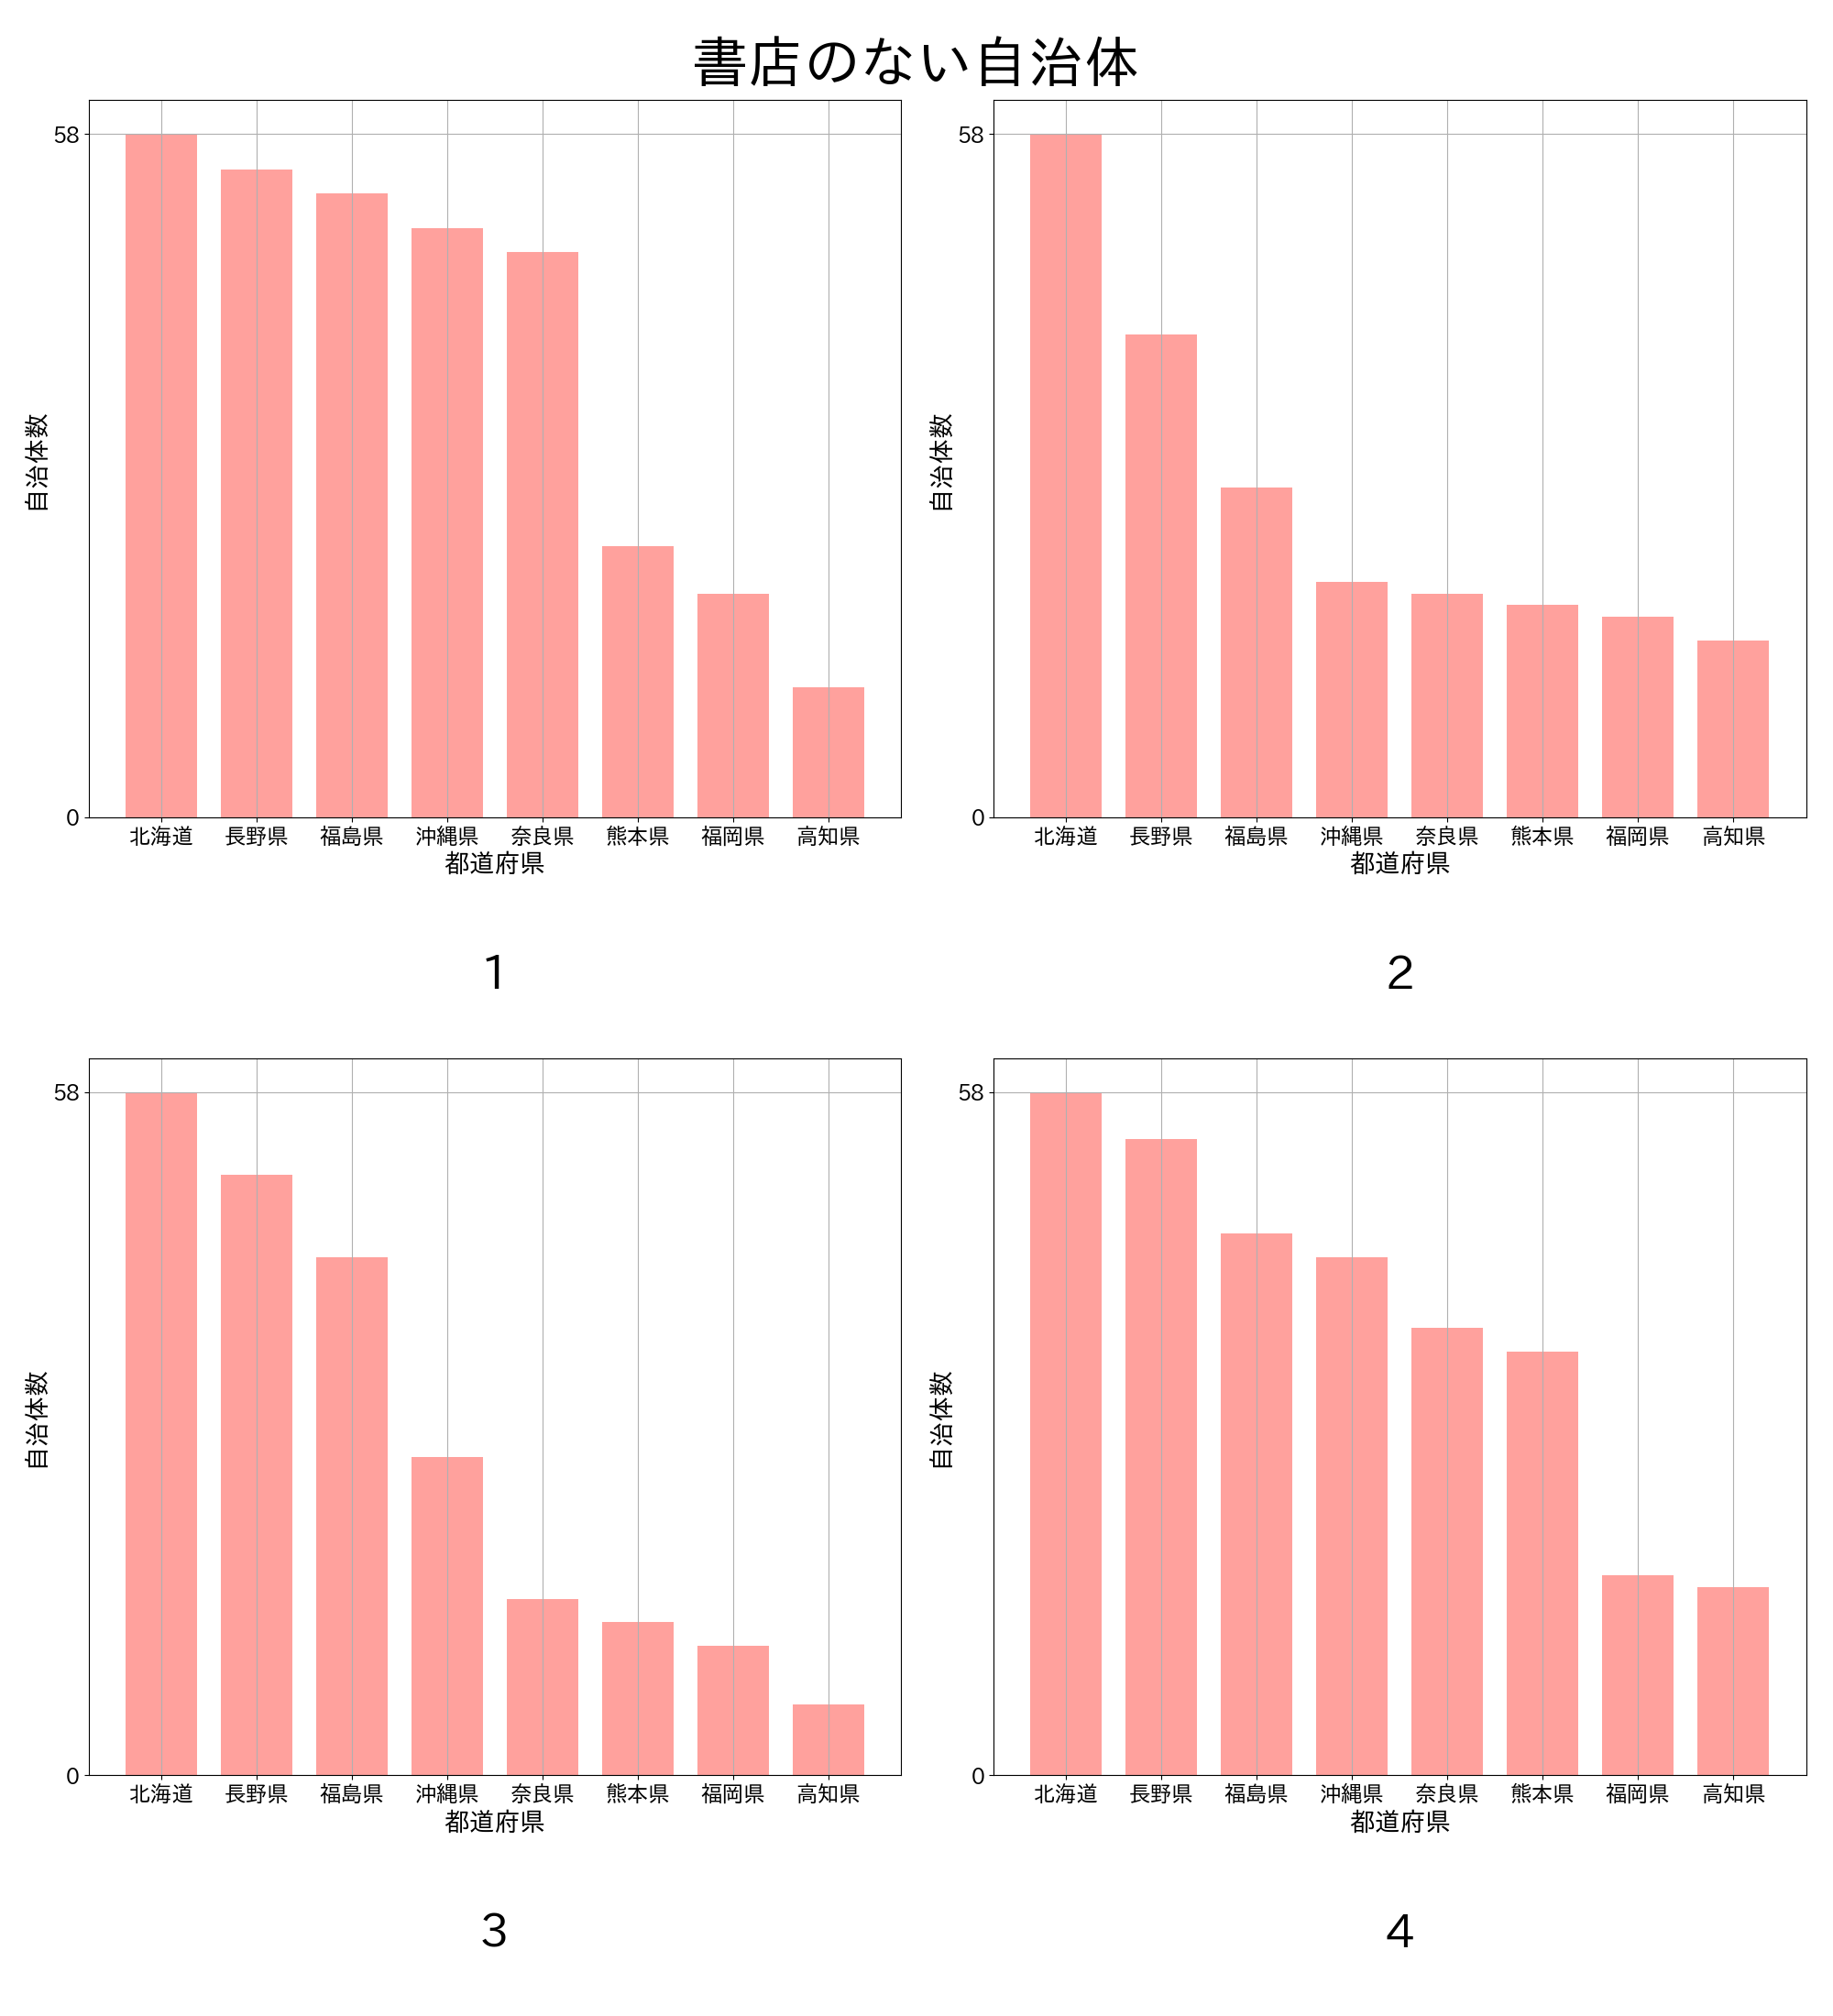 書店のない自治体
58
0
自治体数
北海道 長野県 福島県 沖縄県 奈良県 熊本県 福岡県 高知県
都道府県
1
58
0
自治体数
北海道 長野県 福島県 沖縄県 奈良県 熊本県 福岡県 高知県
都道府県
2
58
0
自治体数
北海道 長野県 福島県 沖縄県 奈良県 熊本県 福岡県 高知県
都道府県
3
58
0
自治体数
北海道 長野県 福島県 沖縄県 奈良県 熊本県 福岡県 高知県
都道府県
4